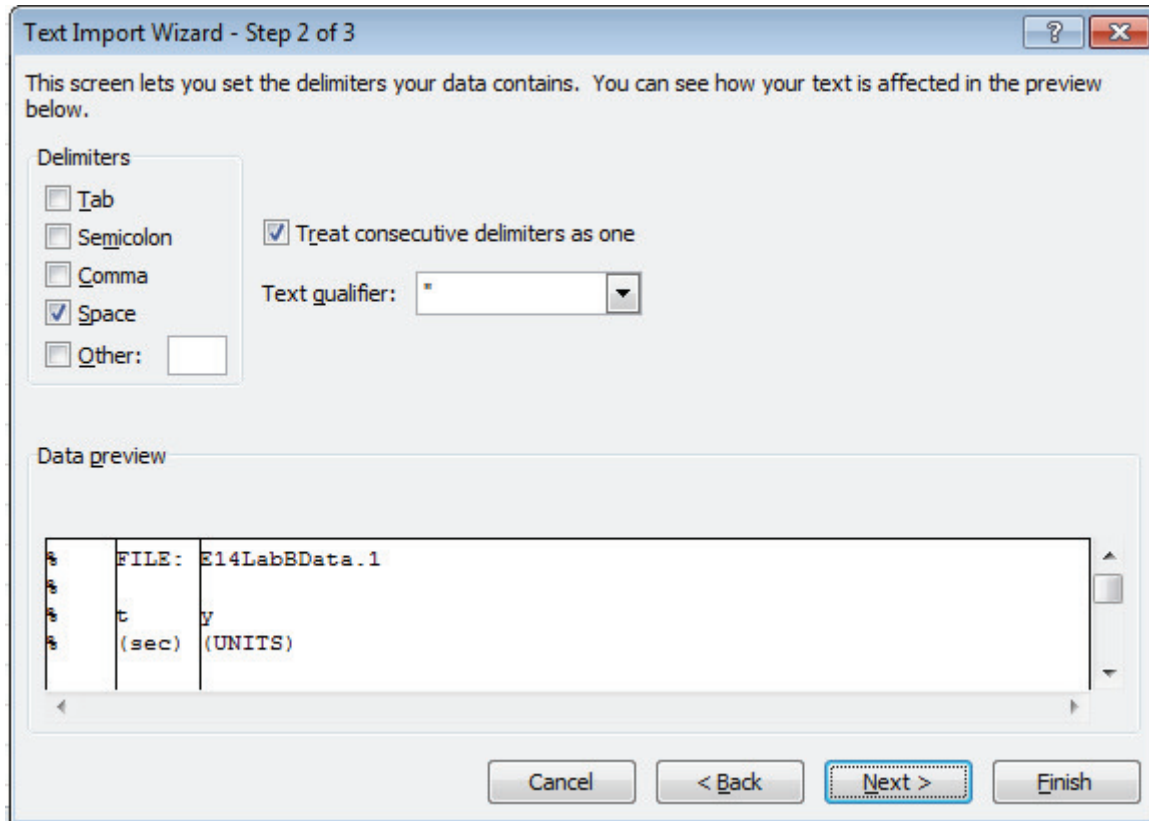 Text Import Wizard - Step 2 of 3
?
This screen lets you set the delimiters your data contains.  You can see how your text is affected in the preview
below.
Delimiters
Tab
Semicolon
Comma
Space
Other:
Treat consecutive delimiters as one
Text qualifier: "
Data preview
% FILE: E14LabBData.1
%
% t y
% (sec) (UNITS)
Cancel
< Back
Next >
Finish